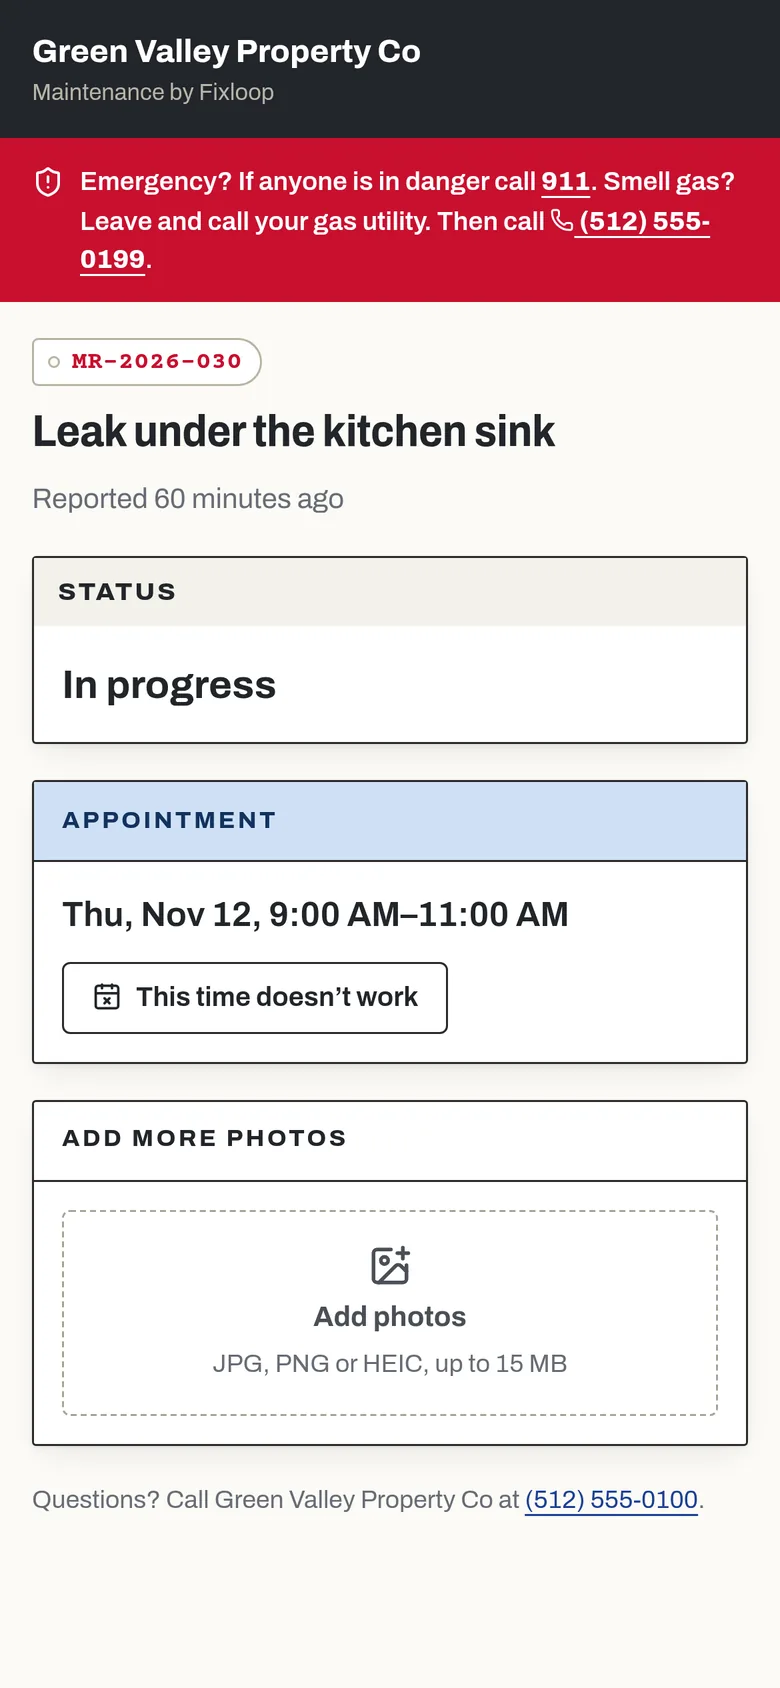 Green Valley Property Co
Maintenance by Fixloop
Emergency? If anyone is in danger call 911. Smell gas?
Leave and call your gas utility. Then call (512) 555-
0199.
MR-2026-030
Leak under the kitchen sink
Reported 60 minutes ago
STATUS
In progress
APPOINTMENT
Thu, Nov 12, 9:00 AM–11:00 AM
This time doesn’t work
ADD MORE PHOTOS
Add photos
JPG, PNG or HEIC, up to 15 MB
Questions? Call Green Valley Property Co at (512) 555-0100.